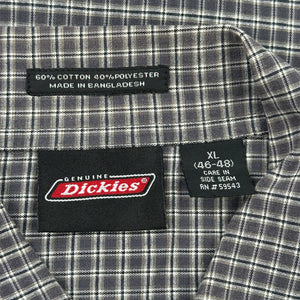 60% COTTON 40% POLYESTER
MADE IN BANGLADESH
GENUINE
Dickies
XL
(46-48)
CARE IN
SIDE SEAM
RN # 59543